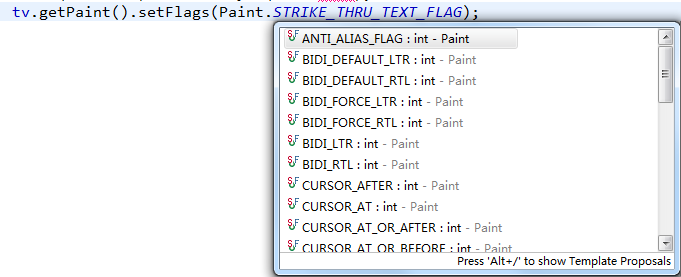 tv.getPaint().setFlags(Paint.STRIKE_THRU_TEXT_FLAG);
ANTI_ALIAS_FLAG : int - Paint
BIDI_DEFAULT_LTR : int - Paint
BIDI_DEFAULT_RTL : int - Paint
BIDI_FORCE_LTR : int - Paint
BIDI_FORCE_RTL : int - Paint
BIDI_LTR : int - Paint
BIDI_RTL : int - Paint
CURSOR_AFTER : int - Paint
CURSOR_AT : int - Paint
CURSOR_AT_OR_AFTER : int - Paint
CURSOR_AT_OR_BEFORE : int - Paint
Press 'Alt+/' to show Template Proposals